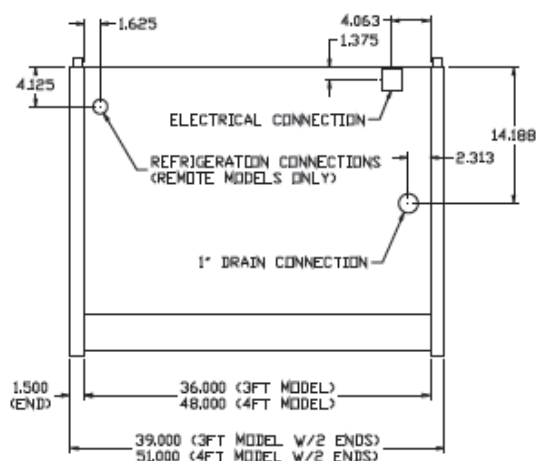 1.625
4.063
1.375
4.125
ELECTRICAL CONNECTION
14.188
REFRIGERATION CONNECTIONS
(REMOTE MODELS ONLY)
2.313
1" DRAIN CONNECTION
1.500
(END)
36.000 (3FT MODEL)
48.000 (4FT MODEL)
39.000 (3FT MODEL W/2 ENDS)
51.000 (4FT MODEL W/2 ENDS)